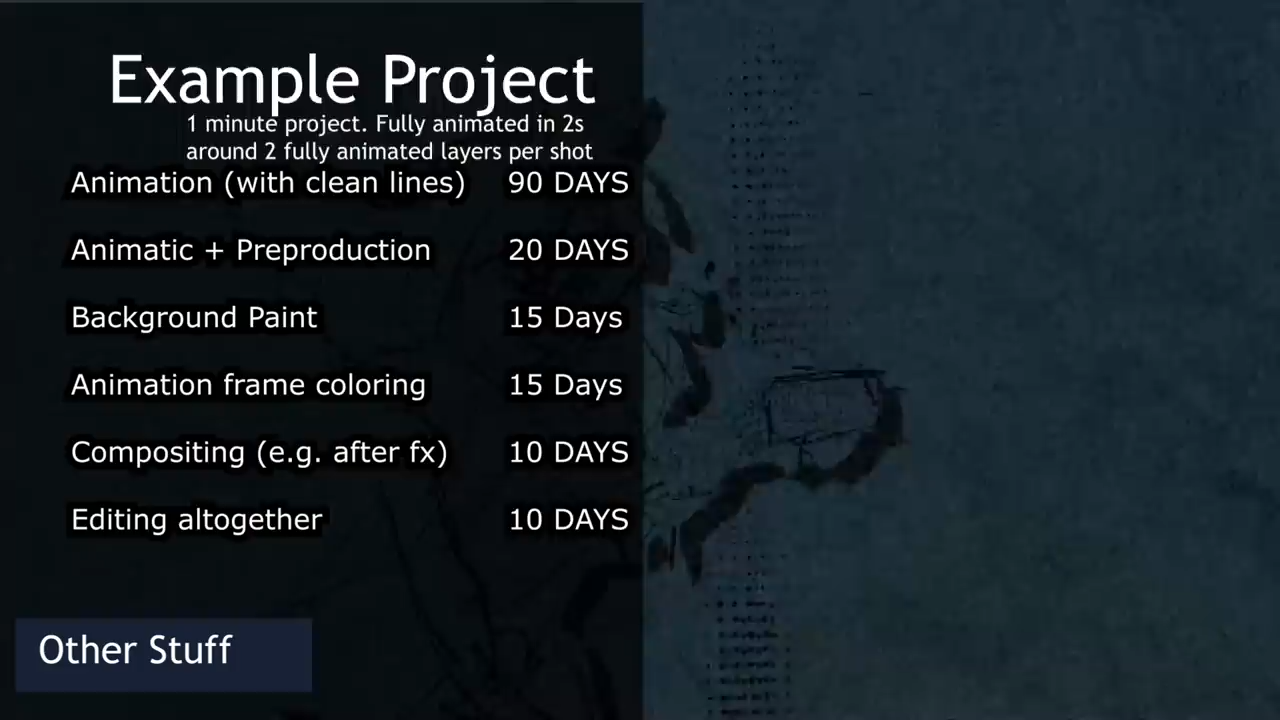 Example Project
1 minute project. Fully animated in 2s
around 2 fully animated layers per shot
Animation (with clean lines) 90 DAYS
Animatic + Preproduction 20 DAYS
Background Paint 15 Days
Animation frame coloring 15 Days
Compositing (e.g. after fx) 10 DAYS
Editing altogether 10 DAYS
Other Stuff